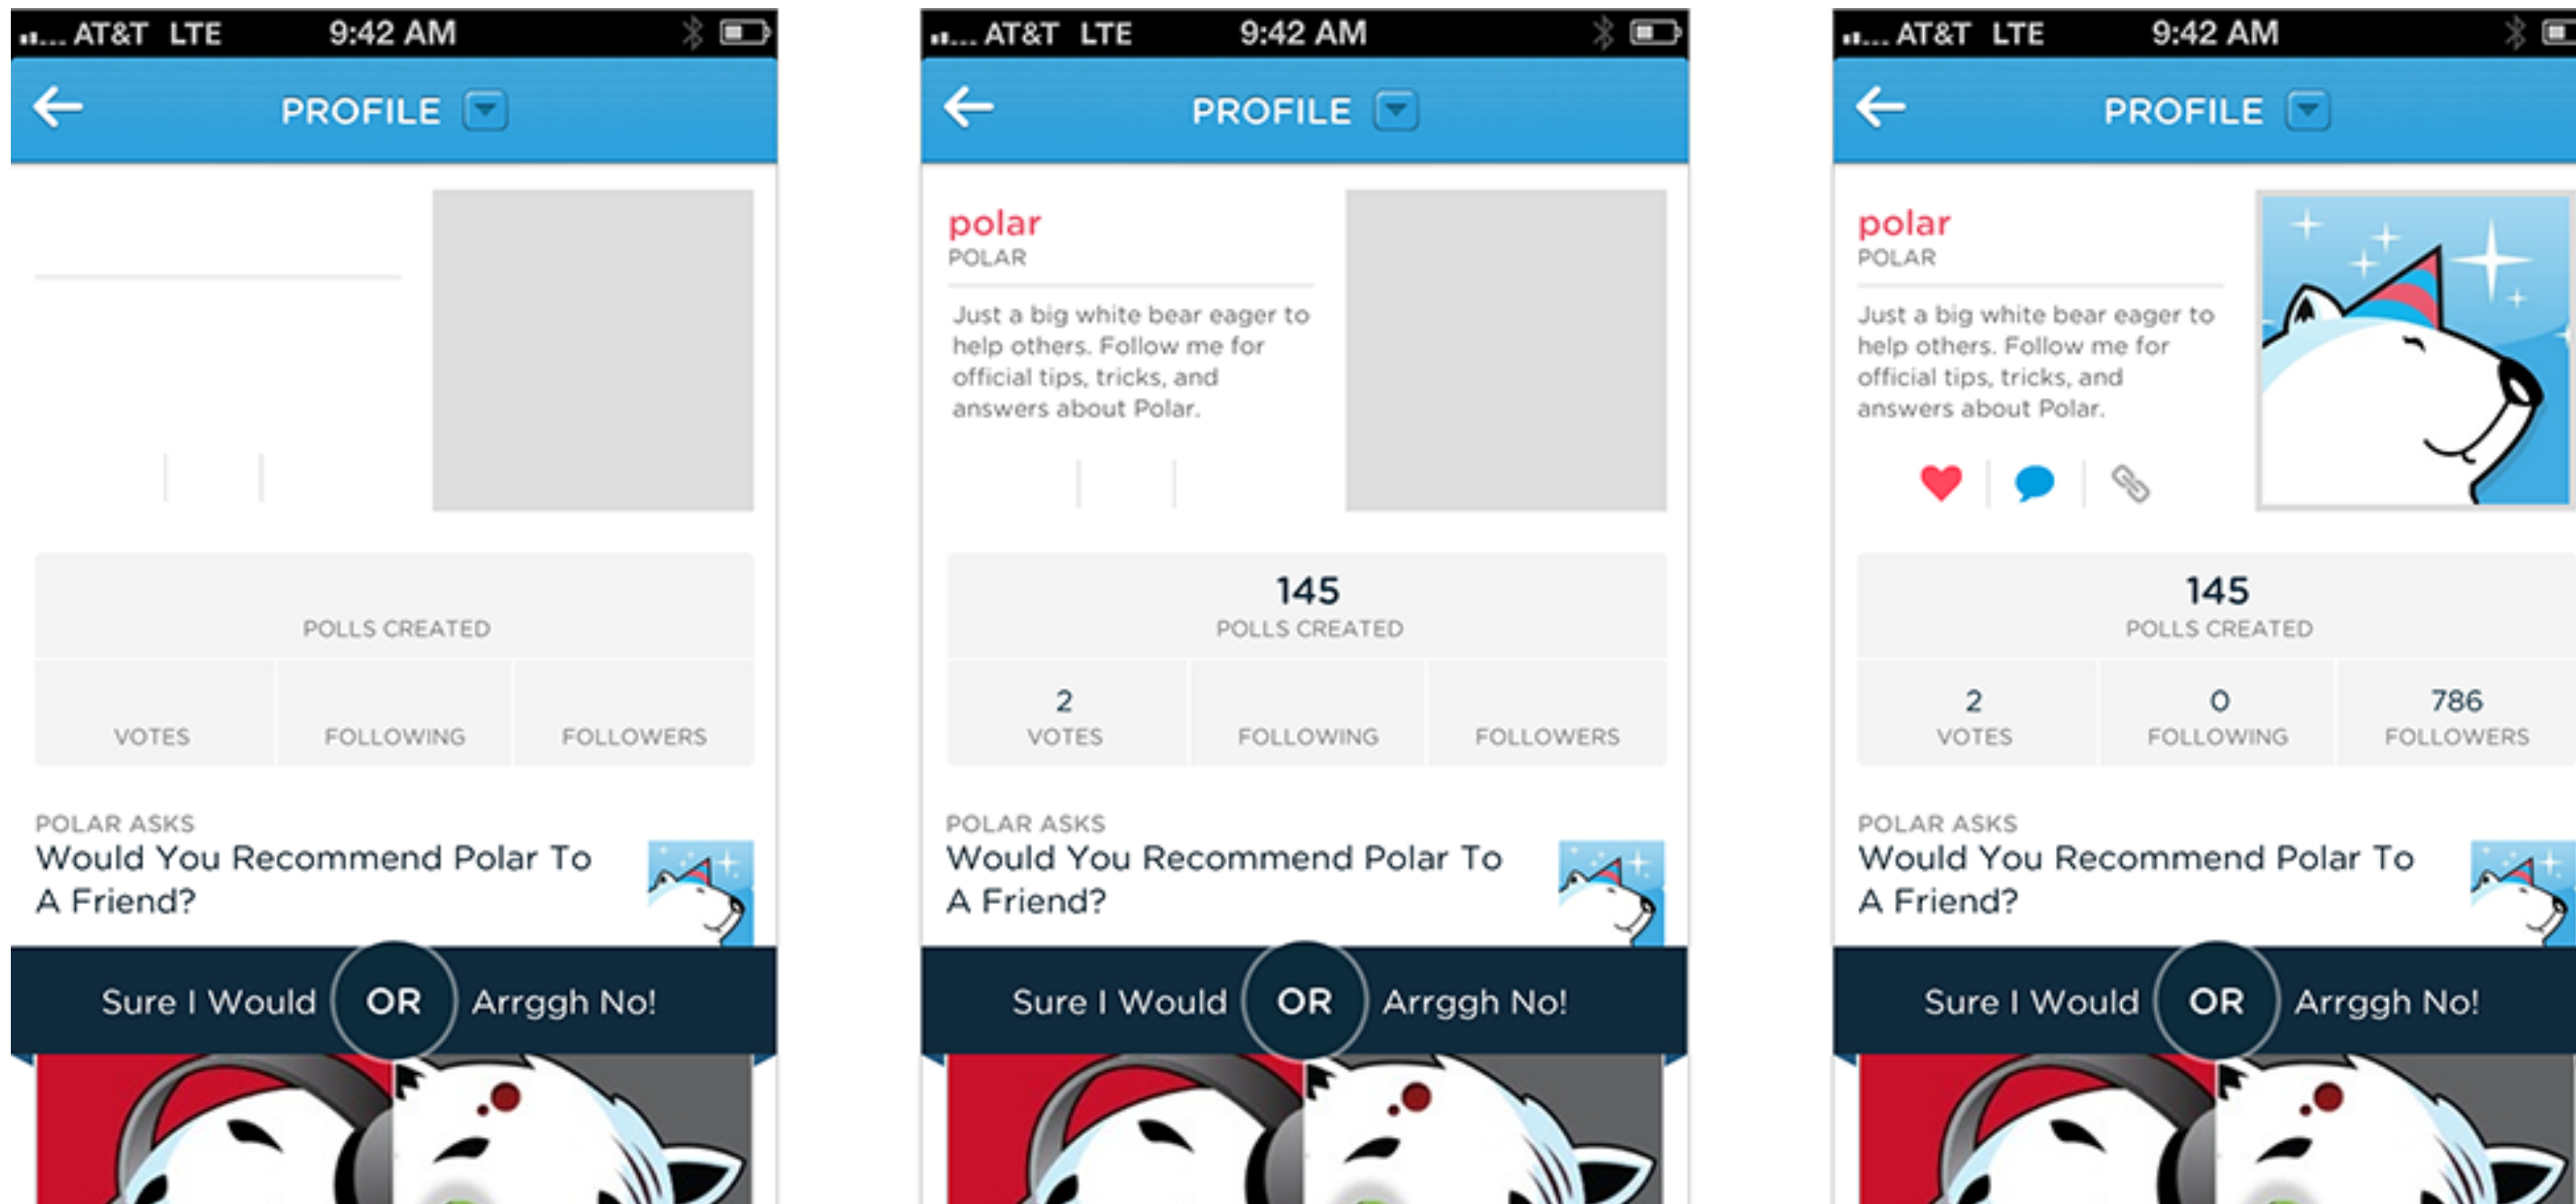 AT&T LTE 9:42 AM
PROFILE
POLLS CREATED
VOTES FOLLOWING FOLLOWERS
POLAR ASKS
Would You Recommend Polar To
A Friend?
Sure I Would OR Arrggh No!
AT&T LTE 9:42 AM
PROFILE
polar
POLAR
Just a big white bear eager to
help others. Follow me for
official tips, tricks, and
answers about Polar.
145
POLLS CREATED
2
VOTES FOLLOWING FOLLOWERS
POLAR ASKS
Would You Recommend Polar To
A Friend?
Sure I Would OR Arrggh No!
AT&T LTE 9:42 AM
PROFILE
polar
POLAR
Just a big white bear eager to
help others. Follow me for
official tips, tricks, and
answers about Polar.
145
POLLS CREATED
2 0 786
VOTES FOLLOWING FOLLOWERS
POLAR ASKS
Would You Recommend Polar To
A Friend?
Sure I Would OR Arrggh No!